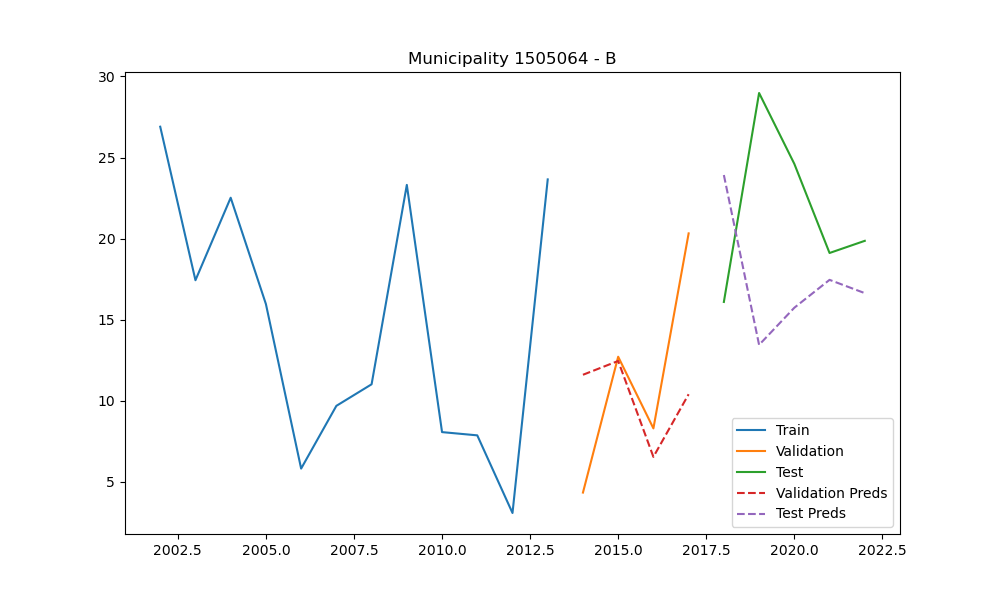 Municipality 1505064 - B
30
25
20
15
10
5
2002.5 2005.0 2007.5 2010.0 2012.5 2015.0 2017.5 2020.0 2022.5
Train
Validation
Test
Validation Preds
Test Preds